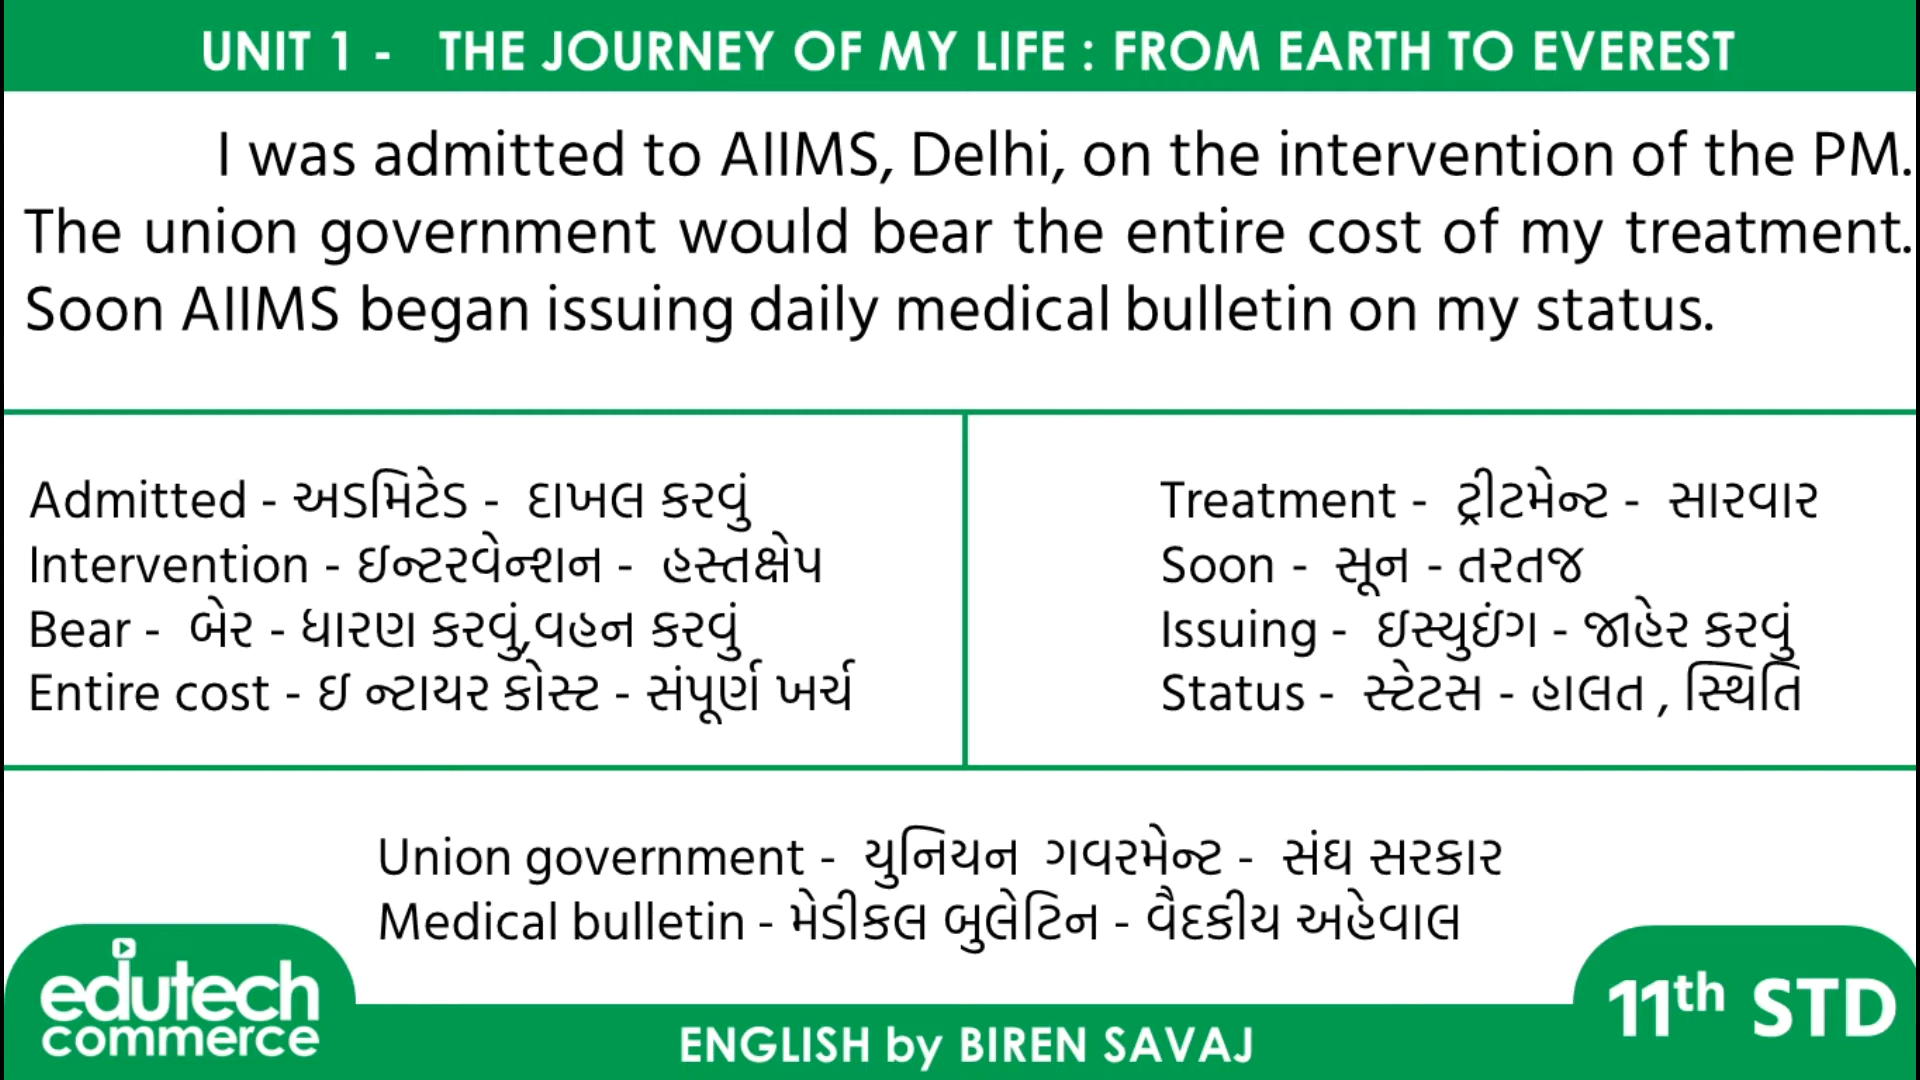 UNIT 1 - THE JOURNEY OF MY LIFE : FROM EARTH TO EVEREST
I was admitted to AIIMS, Delhi, on the intervention of the PM.
The union government would bear the entire cost of my treatment.
Soon AIIMS began issuing daily medical bulletin on my status.
Admitted - અડમિટેડ - દાખલ કરવું
Intervention - ઇન્ટરવેન્શન - હસ્તક્ષેપ
Bear - બેર - ધારણ કરવું,વહન કરવું
Entire cost - ઇ ન્ટાયર કોસ્ટ - સંપૂર્ણ ખર્ચ
Treatment - ટ્રીટમેન્ટ - સારવાર
Soon - સૂન - તરતજ
Issuing - ઇસ્યુઇંગ - જાહેર કરવું
Status - સ્ટેટસ - હાલત , સ્થિતિ
Union government - યુનિયન ગવરમેન્ટ - સંઘ સરકાર
Medical bulletin - મેડીકલ બુલેટિન - વૈદકીય અહેવાલ
edutech
commerce
ENGLISH by BIREN SAVAJ
11th STD